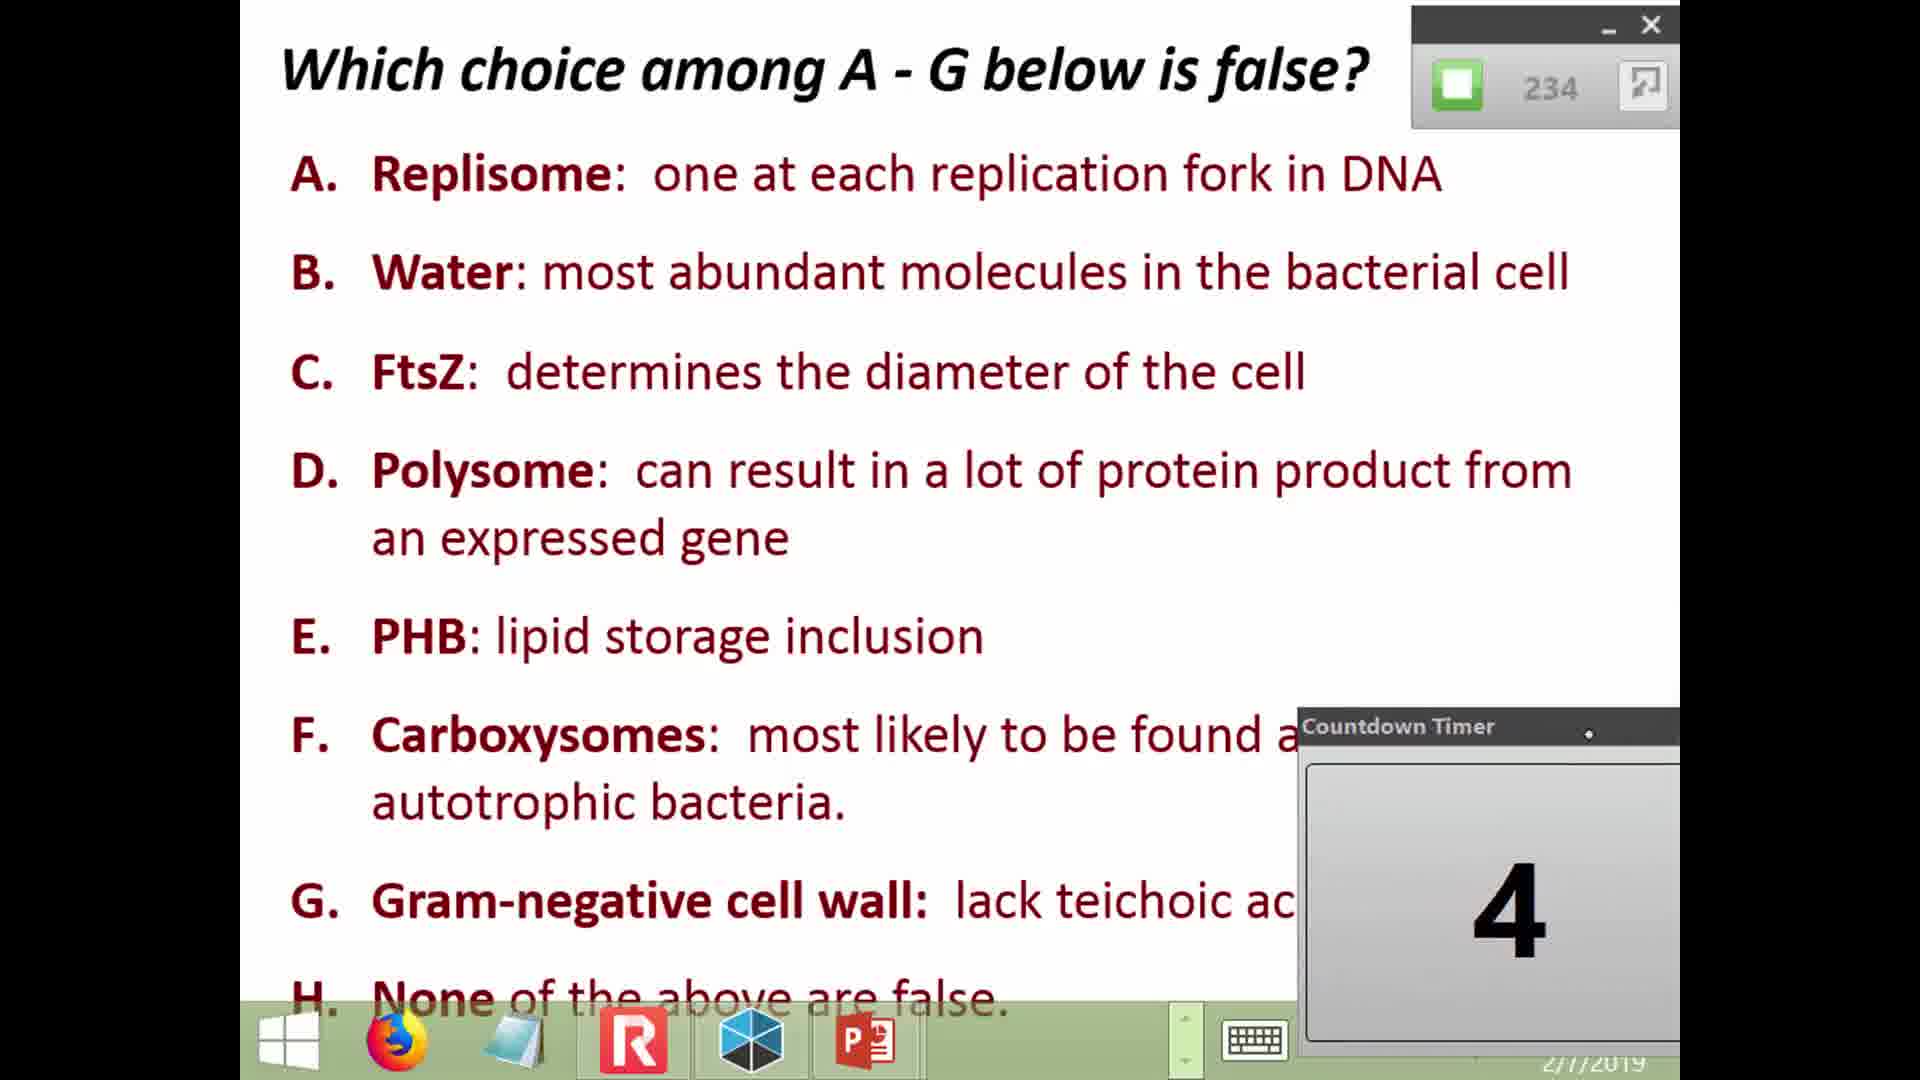 Which choice among A - G below is false?
234
A. Replisome: one at each replication fork in DNA
B. Water: most abundant molecules in the bacterial cell
C. FtsZ: determines the diameter of the cell
D. Polysome: can result in a lot of protein product from
an expressed gene
E. PHB: lipid storage inclusion
F. Carboxysomes: most likely to be found
autotrophic bacteria.
Countdown Timer
4
G. Gram-negative cell wall: lack teichoic
H. None of the above are false.
2/7/2019